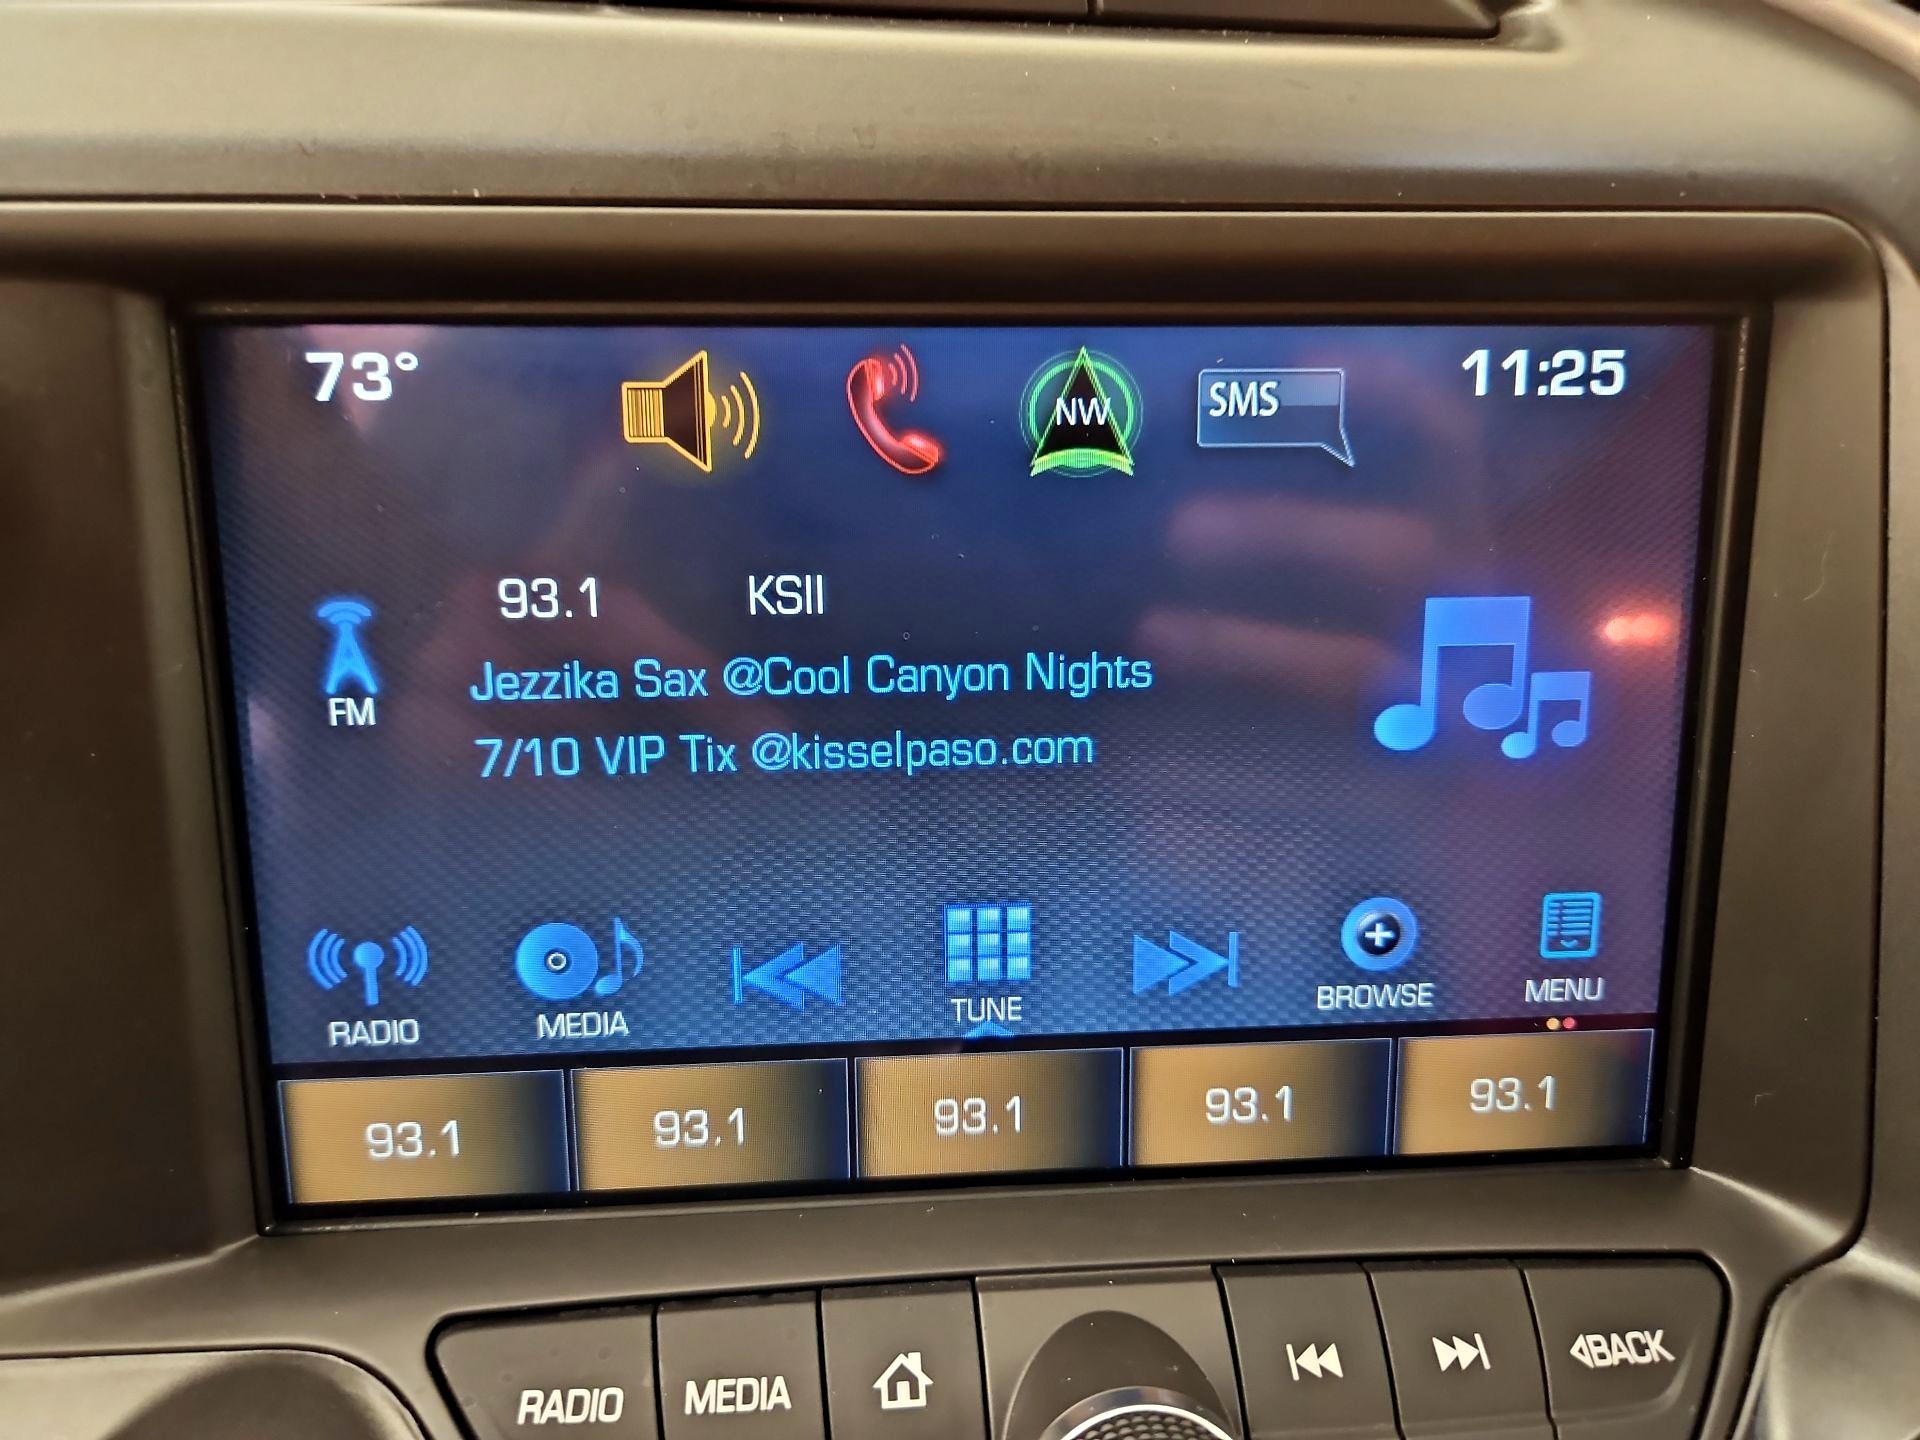 73° NW SMS 11:25
93.1 KSII
FM Jezzika Sax @Cool Canyon Nights
7/10 VIP Tix @kisselpaso.com
RADIO MEDIA TUNE BROWSE MENU
93.1 93.1 93.1 93.1 93.1
RADIO MEDIA BACK